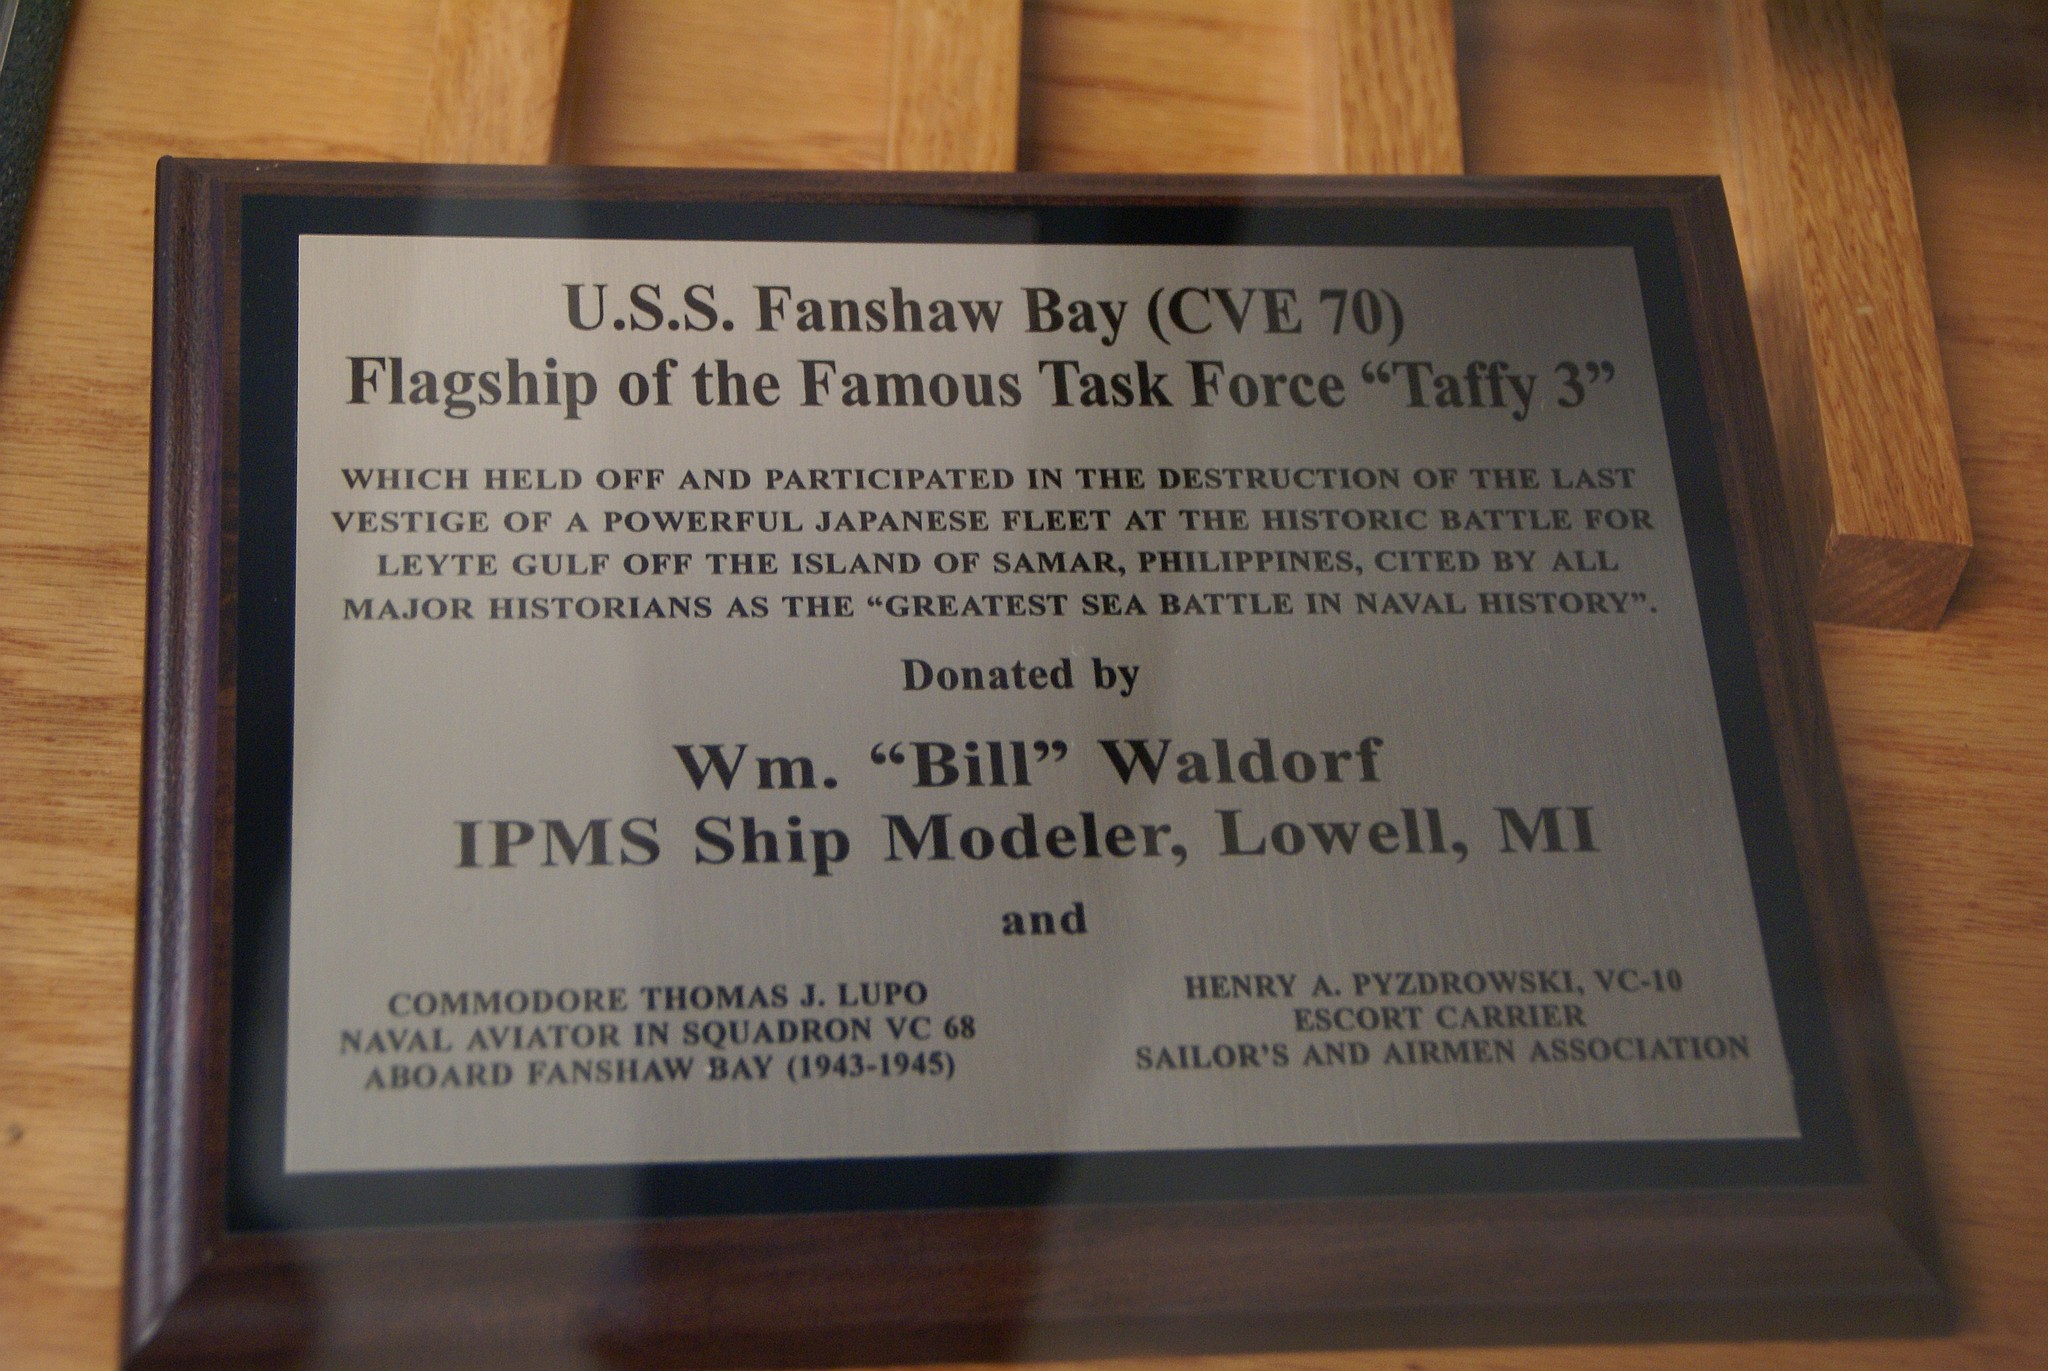 U.S.S. Fanshaw Bay (CVE 70)
Flagship of the Famous Task Force “Taffy 3”
WHICH HELD OFF AND PARTICIPATED IN THE DESTRUCTION OF THE LAST
VESTIGE OF A POWERFUL JAPANESE FLEET AT THE HISTORIC BATTLE FOR
LEYTE GULF OFF THE ISLAND OF SAMAR, PHILIPPINES, CITED BY ALL
MAJOR HISTORIANS AS THE “GREATEST SEA BATTLE IN NAVAL HISTORY”.
Donated by
Wm. “Bill” Waldorf
IPMS Ship Modeler, Lowell, MI
and
COMMODORE THOMAS J. LUPO
NAVAL AVIATOR IN SQUADRON VC 68
ABOARD FANSHAW BAY (1943-1945)
HENRY A. PYZDROWSKI, VC-10
ESCORT CARRIER
SAILOR’S AND AIRMEN ASSOCIATION